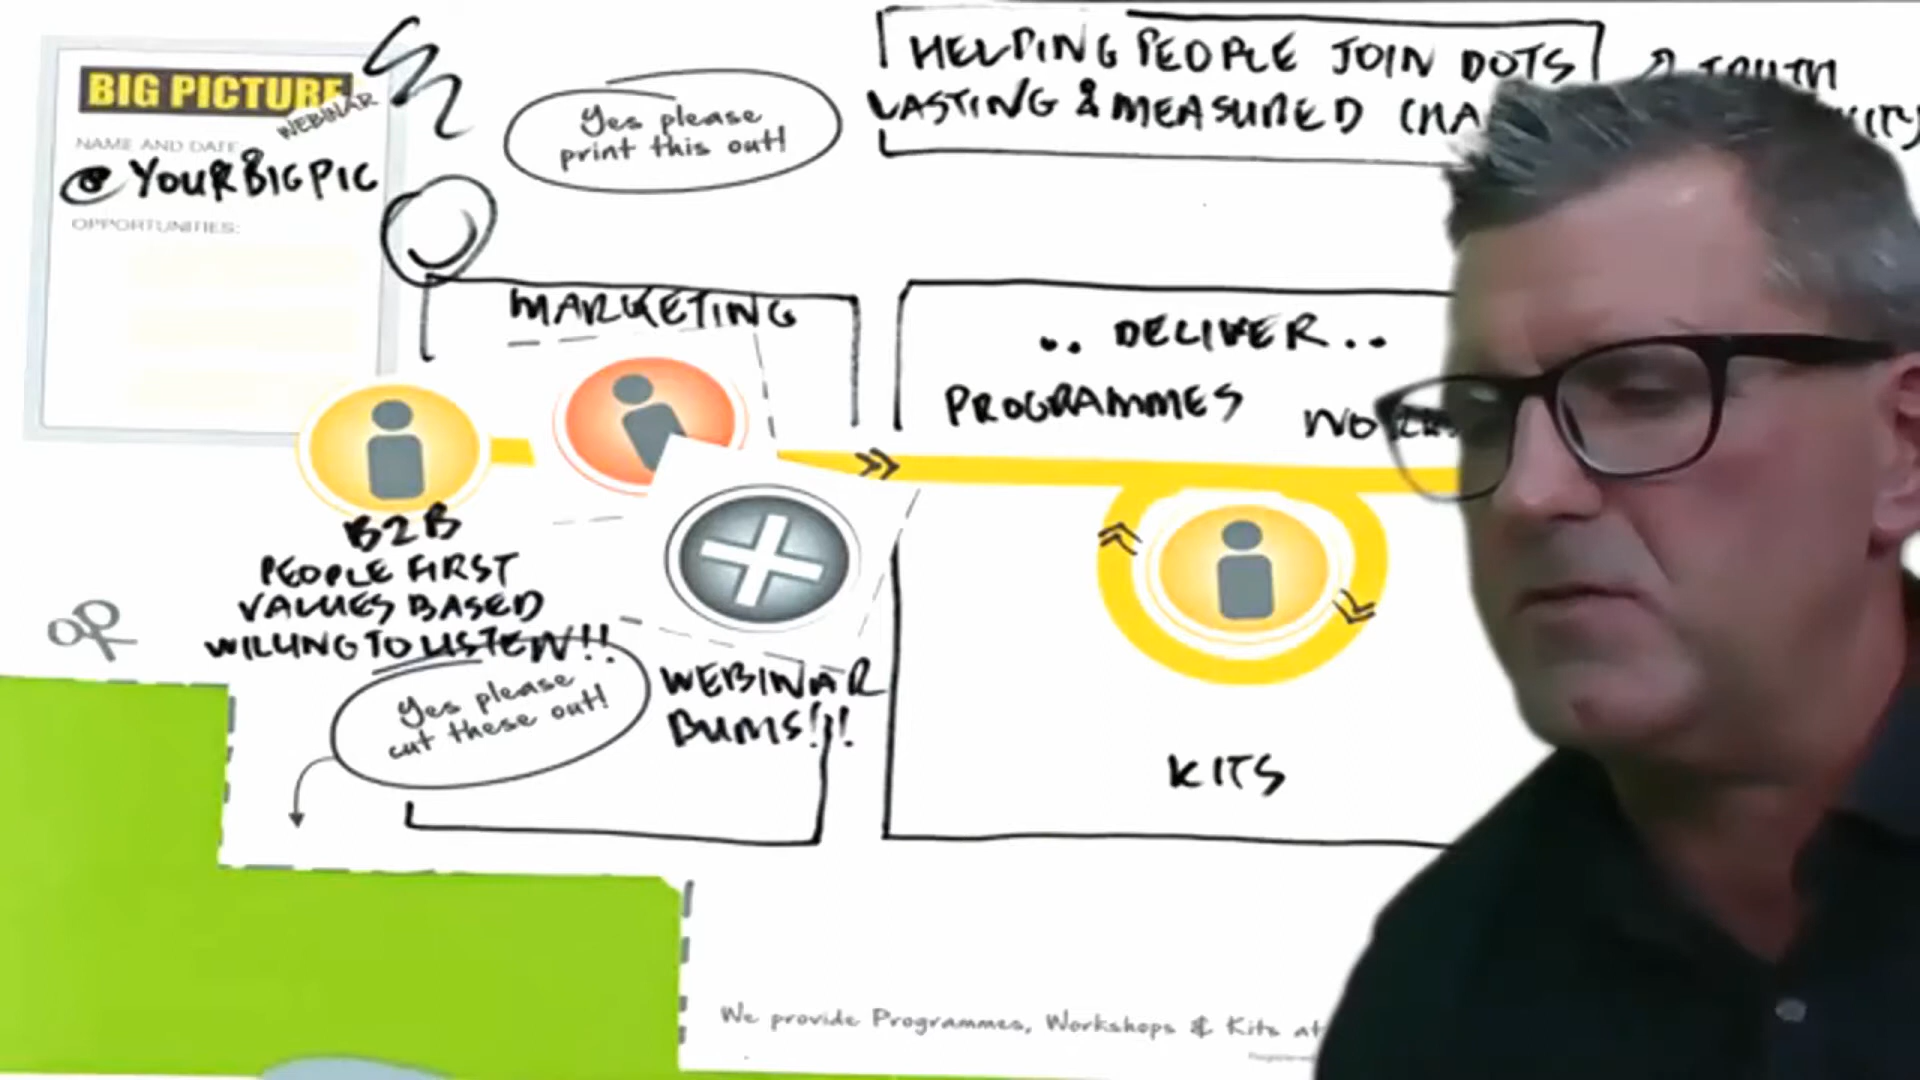 BIG PICTURE
WEBINAR
NAME AND DATE
@YOURBIGPIC
OPPORTUNITIES:
Yes please
print this out!
HELPING PEOPLE JOIN DOTS
LASTING & MEASURED
TRUTH
MARKETING
.. DELIVER..
PROGRAMMES
B2B
PEOPLE FIRST
VALUES BASED
WILLING TO LISTEN!!
Yes please
cut these out!
WEBINAR
BUMS!!!
KITS
We provide Programmes, Workshops & Kits at